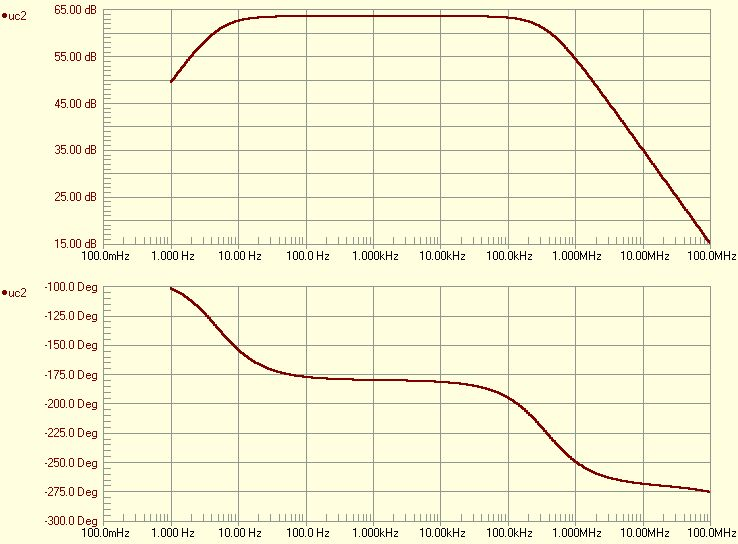 uc2
65.00 dB
55.00 dB
45.00 dB
35.00 dB
25.00 dB
15.00 dB
100.0mHz 1.000 Hz 10.00 Hz 100.0 Hz 1.000kHz 10.00kHz 100.0kHz 1.000MHz 10.00MHz 100.0MHz
uc2
-100.0 Deg
-125.0 Deg
-150.0 Deg
-175.0 Deg
-200.0 Deg
-225.0 Deg
-250.0 Deg
-275.0 Deg
-300.0 Deg
100.0mHz 1.000 Hz 10.00 Hz 100.0 Hz 1.000kHz 10.00kHz 100.0kHz 1.000MHz 10.00MHz 100.0MHz